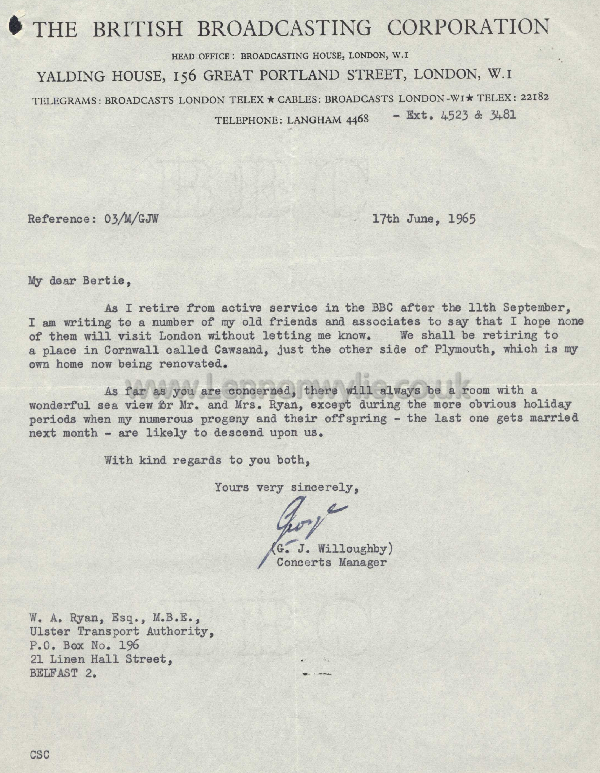 THE BRITISH BROADCASTING CORPORATION
HEAD OFFICE: BROADCASTING HOUSE, LONDON, W.1
YALDING HOUSE, 156 GREAT PORTLAND STREET, LONDON, W.1
TELEGRAMS: BROADCASTS LONDON TELEX ★ CABLES: BROADCASTS LONDON-W1 ★ TELEX: 22182
TELEPHONE: LANGHAM 4468 - Ext. 4523 & 3481
Reference: 03/M/GJW 17th June, 1965
My dear Bertie,
As I retire from active service in the BBC after the 11th September,
I am writing to a number of my old friends and associates to say that I hope none
of them will visit London without letting me know. We shall be retiring to
a place in Cornwall called Cawsand, just the other side of Plymouth, which is my
own home now being renovated.
As far as you are concerned, there will always be a room with a
www.Lennonwylie.co.uk
wonderful sea view for Mr. and Mrs. Ryan, except during the more obvious holiday
periods when my numerous progeny and their offspring - the last one gets married
next month - are likely to descend upon us.
With kind regards to you both,
Yours very sincerely,
George
(G. J. Willoughby)
Concerts Manager
W. A. Ryan, Esq., M.B.E.,
Ulster Transport Authority,
P.O. Box No. 196
21 Linen Hall Street,
BELFAST 2.
CSC